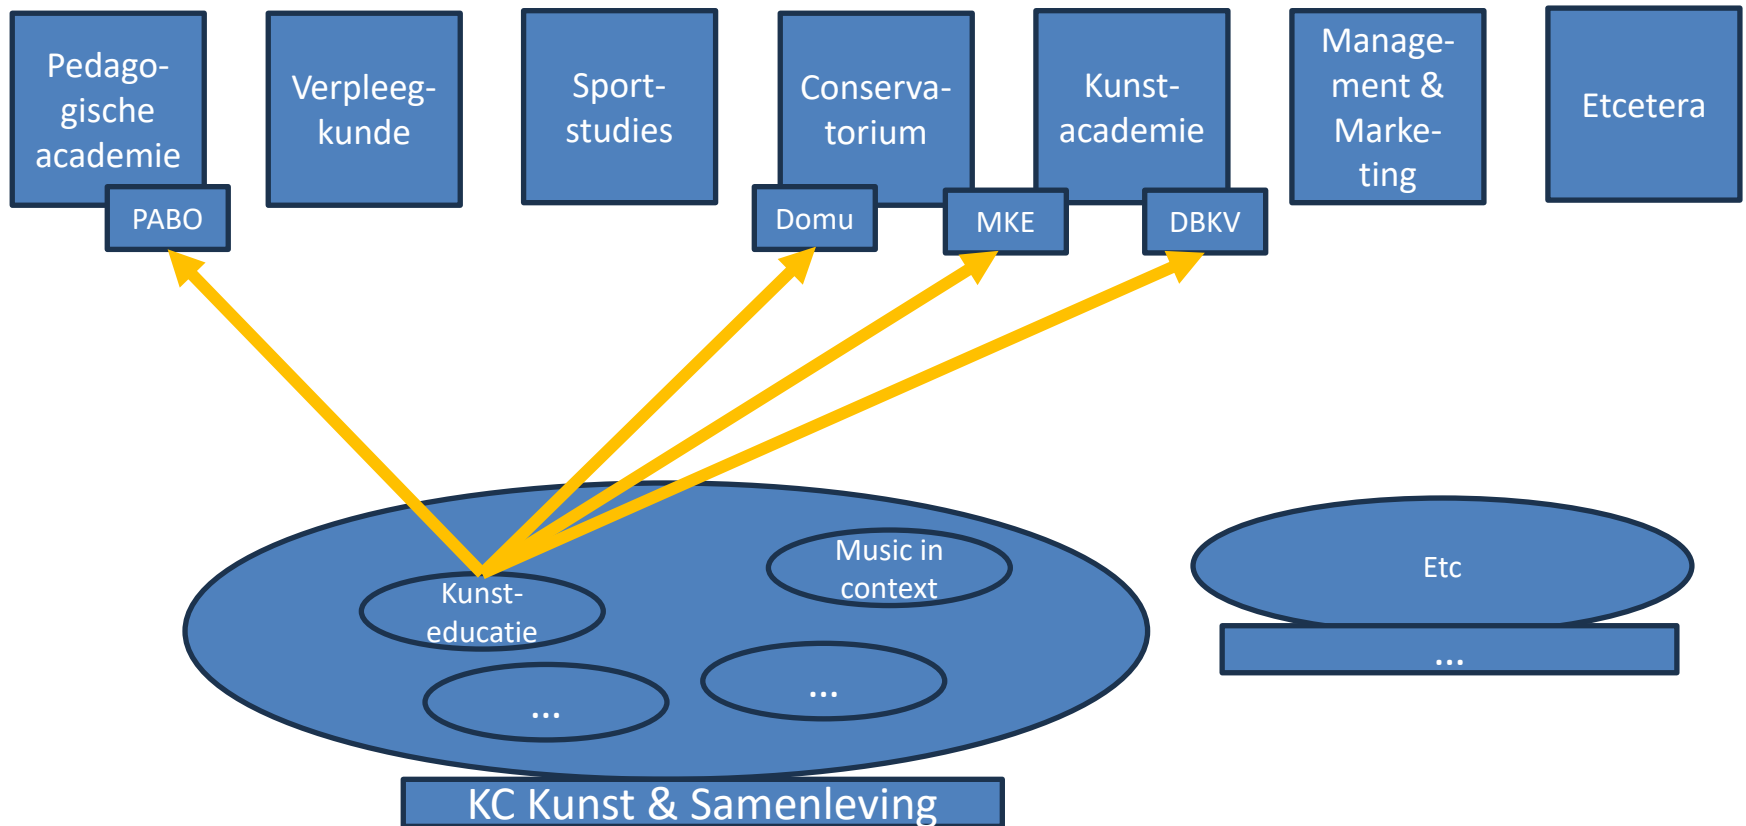 Pedago-
gische
academie
PABO
Verpleeg-
kunde
Sport-
studies
Conserva-
torium
Domu
MKE
Kunst-
academie
DBKV
Manage-
ment &
Marke-
ting
Etcetera
Kunst-
educatie
Music in
context
...
...
KC Kunst & Samenleving
Etc
...